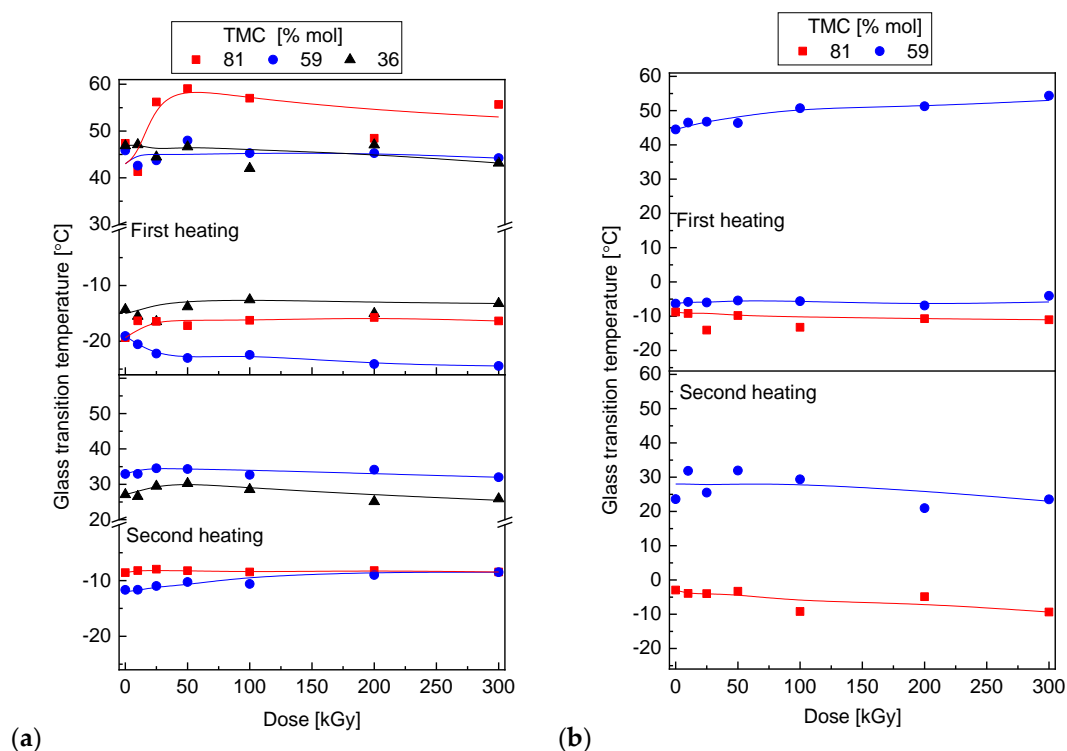 TMC [% mol]
81 59 36
60
50
40
30
First heating
-10
-20
50
40
30
20
Second heating
-10
-20
0 50 100 150 200 250 300
Dose [kGy]
Glass transition temperature [°C]
(a)
TMC [% mol]
81 59
60
50
40
30
20
10
First heating
0
-10
-20
60
50
40
Second heating
30
20
10
0
-10
-20
0 50 100 150 200 250 300
Dose [kGy]
Glass transition temperature [°C]
(b)